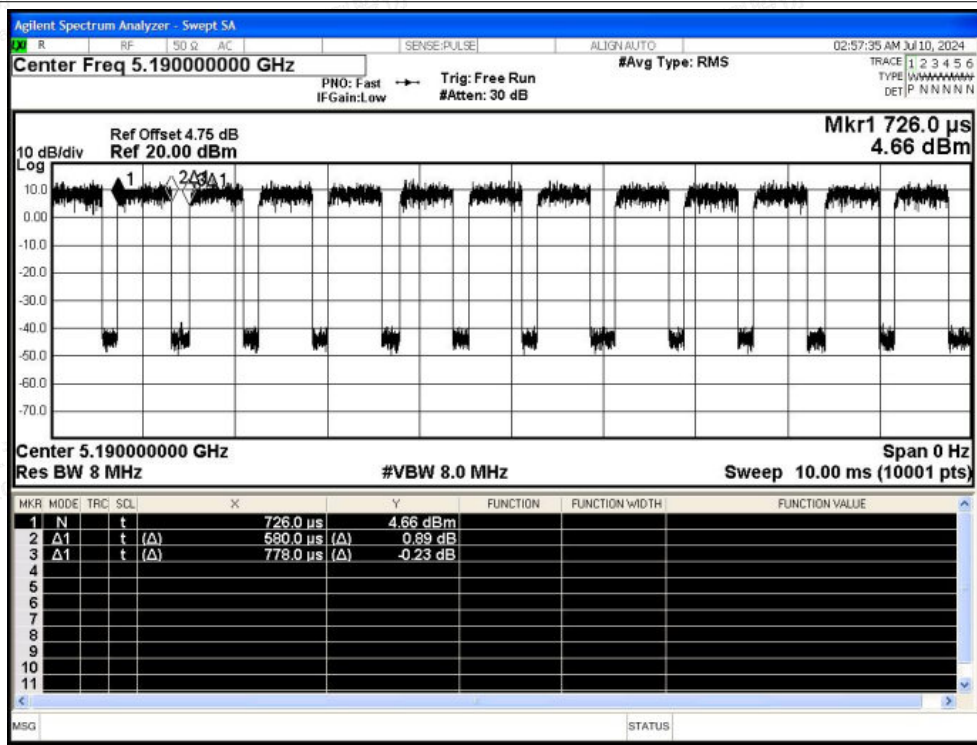 Agilent Spectrum Analyzer - Swept SA
LXI R RF 50 Ω AC SENSE:PULSE ALIGN AUTO 02:57:35 AM Jul 10, 2024
Center Freq 5.190000000 GHz #Avg Type: RMS TRACE 1 2 3 4 5 6
PNO: Fast Trig: Free Run TYPE
IFGain:Low #Atten: 30 dB DET P N N N N N
Mkr1 726.0 µs
Ref Offset 4.75 dB
10 dB/div Ref 20.00 dBm 4.66 dBm
Log
1 2Δ1 3Δ1
10.0
0.00
-10.0
-20.0
-30.0
-40.0
-50.0
-60.0
-70.0
Center 5.190000000 GHz Span 0 Hz
Res BW 8 MHz #VBW 8.0 MHz Sweep 10.00 ms (10001 pts)
MKR MODE TRC SCL X Y FUNCTION FUNCTION WIDTH FUNCTION VALUE
1 N t 726.0 µs 4.66 dBm
2 Δ1 t (Δ) 580.0 µs (Δ) 0.89 dB
3 Δ1 t (Δ) 778.0 µs (Δ) -0.23 dB
4
5
6
7
8
9
10
11
MSG STATUS